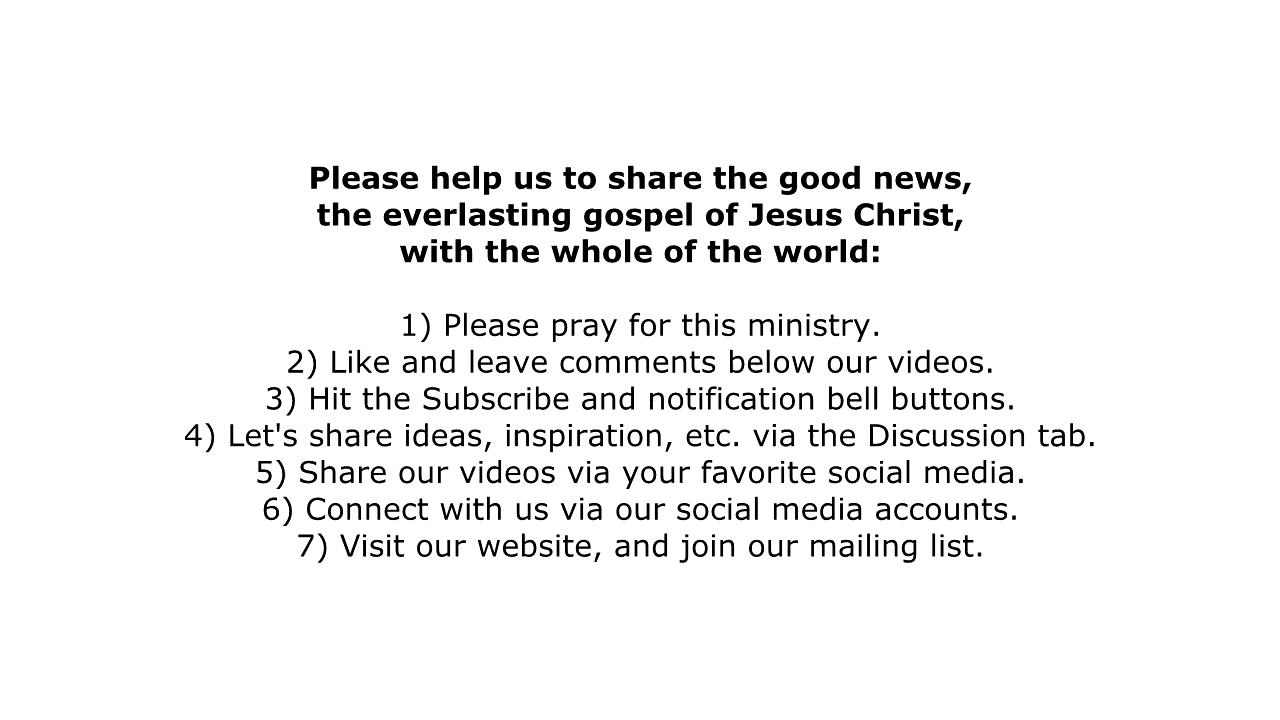 Please help us to share the good news,
the everlasting gospel of Jesus Christ,
with the whole of the world:
1) Please pray for this ministry.
2) Like and leave comments below our videos.
3) Hit the Subscribe and notification bell buttons.
4) Let's share ideas, inspiration, etc. via the Discussion tab.
5) Share our videos via your favorite social media.
6) Connect with us via our social media accounts.
7) Visit our website, and join our mailing list.